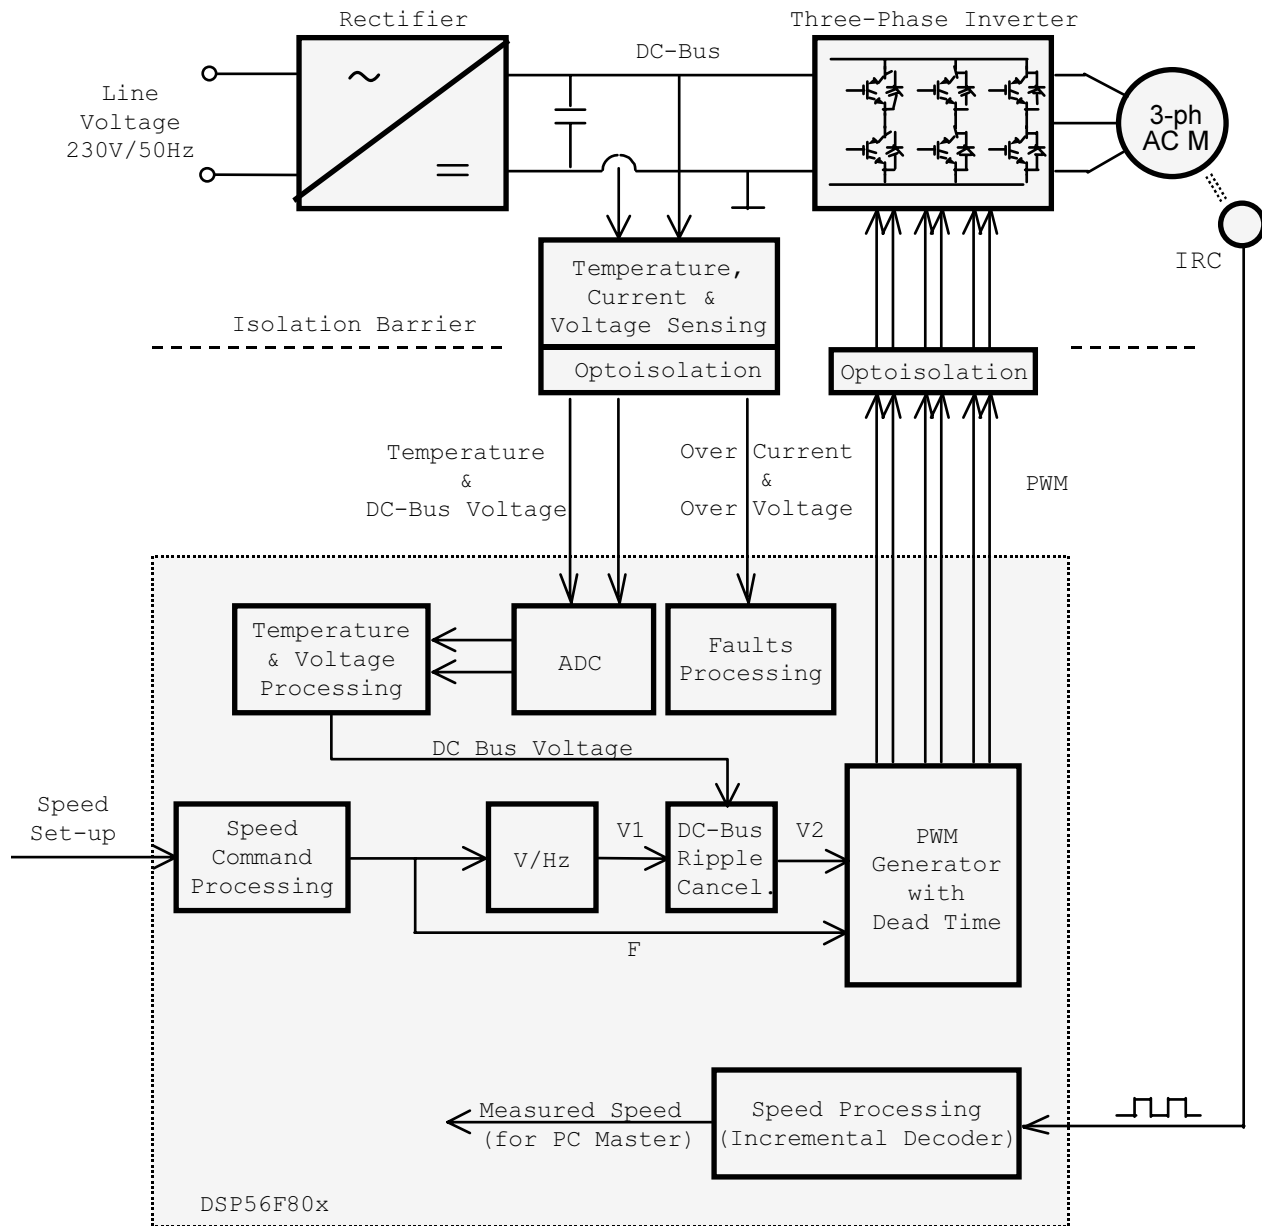 Rectifier
Three-Phase Inverter
DC-Bus
Line
Voltage
230V/50Hz
3-ph
AC M
IRC
Temperature,
Current &
Voltage Sensing
Isolation Barrier
Optoisolation
Optoisolation
Temperature
&
DC-Bus Voltage
Over Current
&
Over Voltage
PWM
Temperature
& Voltage
Processing
ADC
Faults
Processing
DC Bus Voltage
Speed
Set-up
Speed
Command
Processing
V/Hz
V1
DC-Bus
Ripple
Cancel.
V2
PWM
Generator
with
Dead Time
F
Measured Speed
(for PC Master)
Speed Processing
(Incremental Decoder)
DSP56F80x